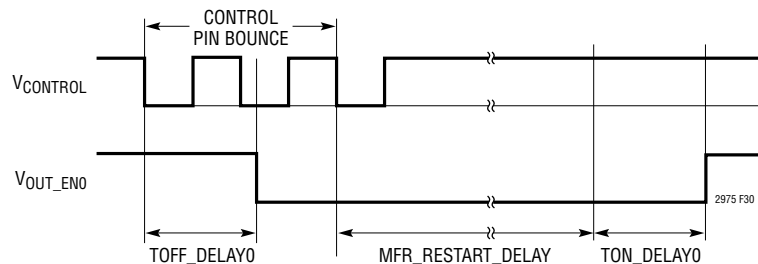 CONTROL
PIN BOUNCE
VCONTROL
VOUT_EN0
2975 F30
TOFF_DELAY0
MFR_RESTART_DELAY
TON_DELAY0